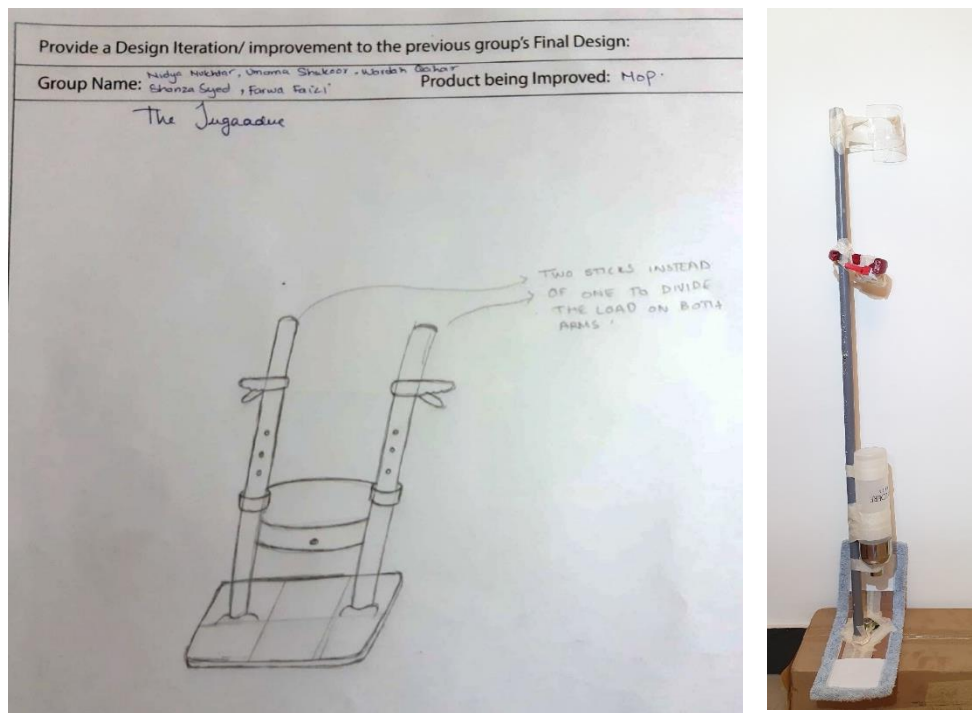 Provide a Design Iteration/ improvement to the previous group's Final Design:
Group Name: Nidya Mukhtar, Umama Shakoor, Wardah Gohar
Shanza Syed, Farwa Faizi
Product being Improved: Mop.
The Jugaadue
TWO STICKS INSTEAD
OF ONE TO DIVIDE
THE LOAD ON BOTH
ARMS